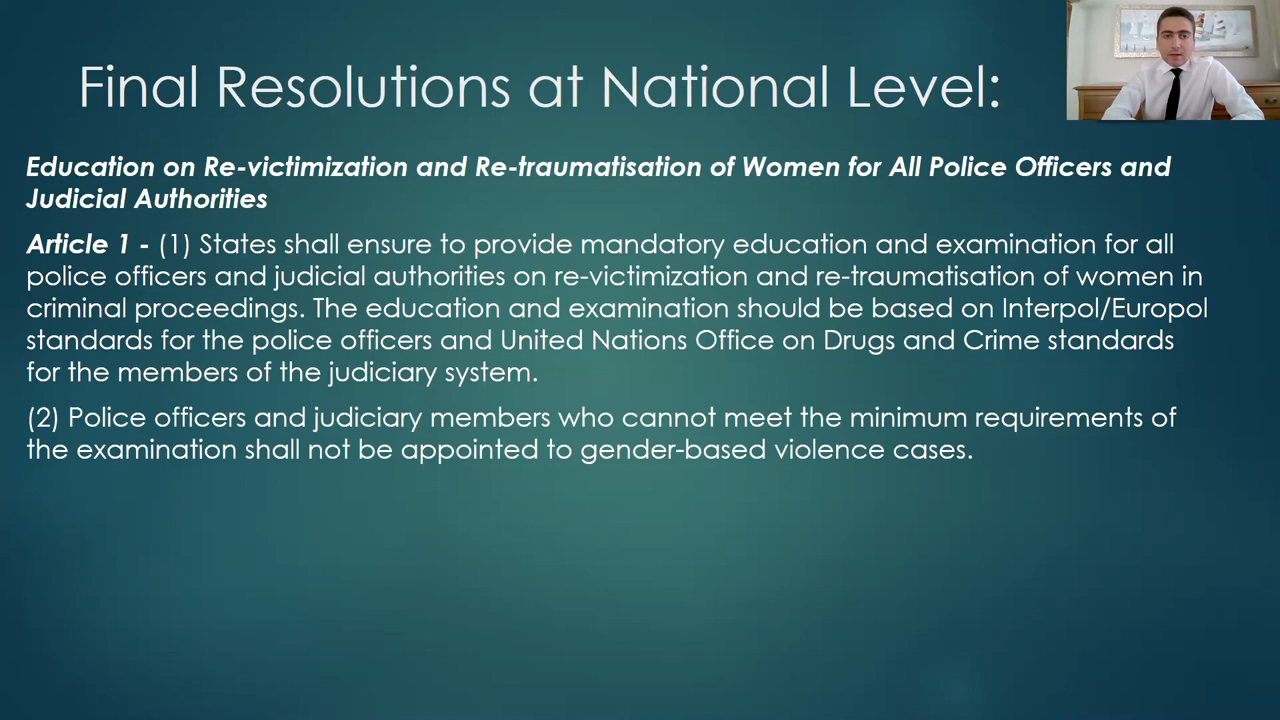 Final Resolutions at National Level:
Education on Re-victimization and Re-traumatisation of Women for All Police Officers and
Judicial Authorities
Article 1 - (1) States shall ensure to provide mandatory education and examination for all
police officers and judicial authorities on re-victimization and re-traumatisation of women in
criminal proceedings. The education and examination should be based on Interpol/Europol
standards for the police officers and United Nations Office on Drugs and Crime standards
for the members of the judiciary system.
(2) Police officers and judiciary members who cannot meet the minimum requirements of
the examination shall not be appointed to gender-based violence cases.